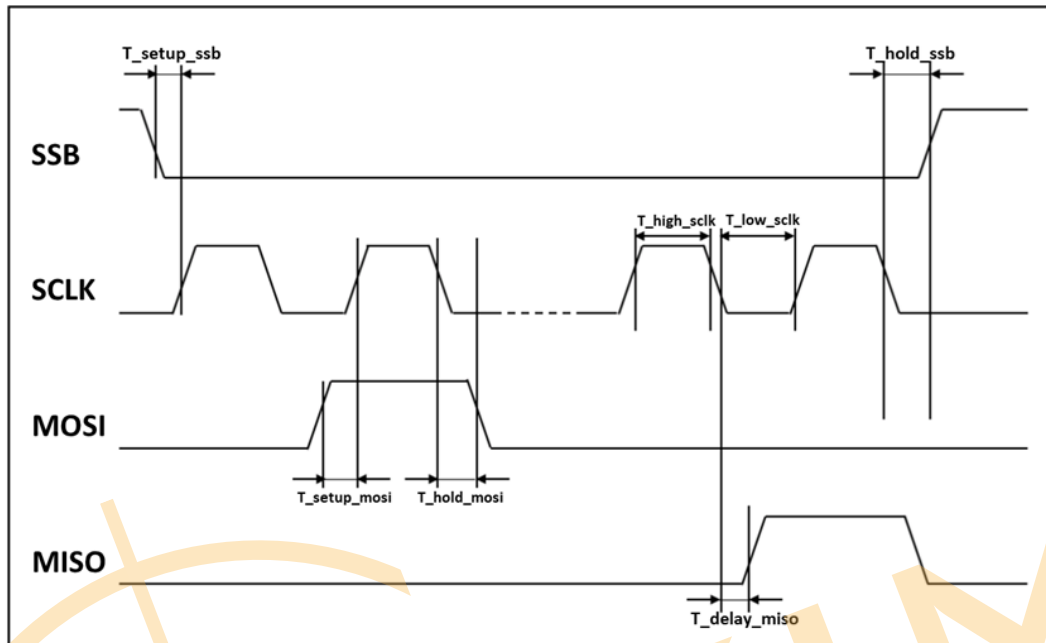 T_setup_ssb
T_hold_ssb
SSB
T_high_sclk
T_low_sclk
SCLK
MOSI
T_setup_mosi
T_hold_mosi
MISO
T_delay_miso